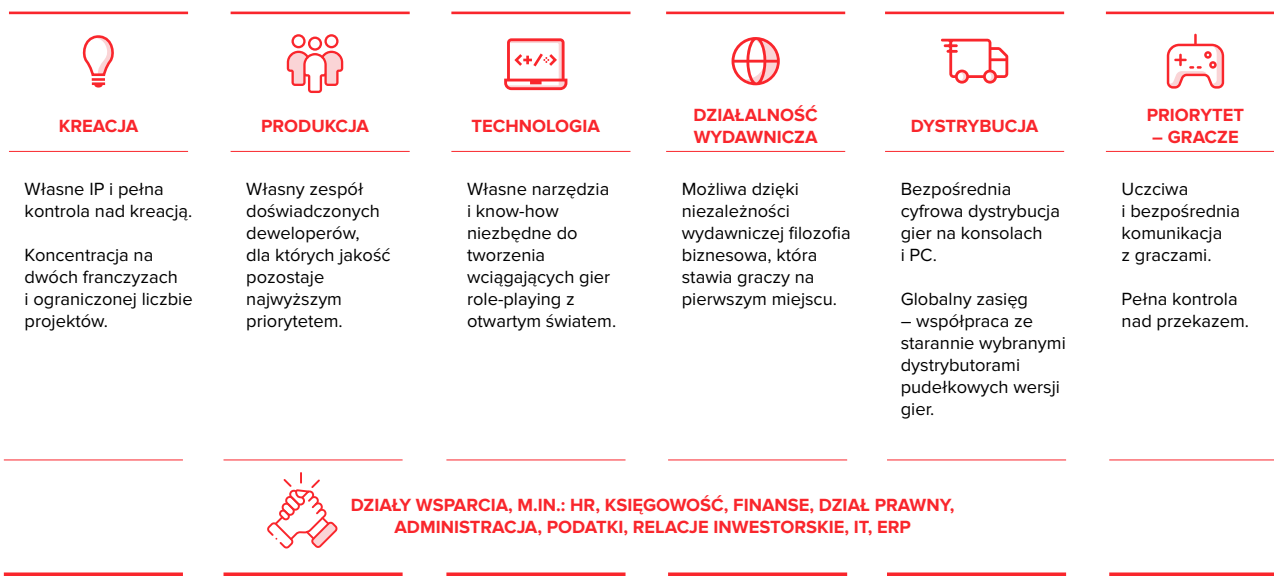 KREACJA
Własne IP i pełna
kontrola nad kreacją.
Koncentracja na
dwóch franczyzach
i ograniczonej liczbie
projektów.
PRODUKCJA
Własny zespół
doświadczonych
deweloperów,
dla których jakość
pozostaje
najwyższym
priorytetem.
TECHNOLOGIA
Własne narzędzia
i know-how
niezbędne do
tworzenia
wciągających gier
role-playing z
otwartym światem.
DZIAŁALNOŚĆ
WYDAWNICZA
Możliwa dzięki
niezależności
wydawniczej filozofia
biznesowa, która
stawia graczy na
pierwszym miejscu.
DYSTRYBUCJA
Bezpośrednia
cyfrowa dystrybucja
gier na konsolach
i PC.
Globalny zasięg
– współpraca ze
starannie wybranymi
dystrybutorami
pudełkowych wersji
gier.
PRIORYTET
– GRACZE
Uczciwa
i bezpośrednia
komunikacja
z graczami.
Pełna kontrola
nad przekazem.
DZIAŁY WSPARCIA, M.IN.: HR, KSIĘGOWOŚĆ, FINANSE, DZIAŁ PRAWNY,
ADMINISTRACJA, PODATKI, RELACJE INWESTORSKIE, IT, ERP